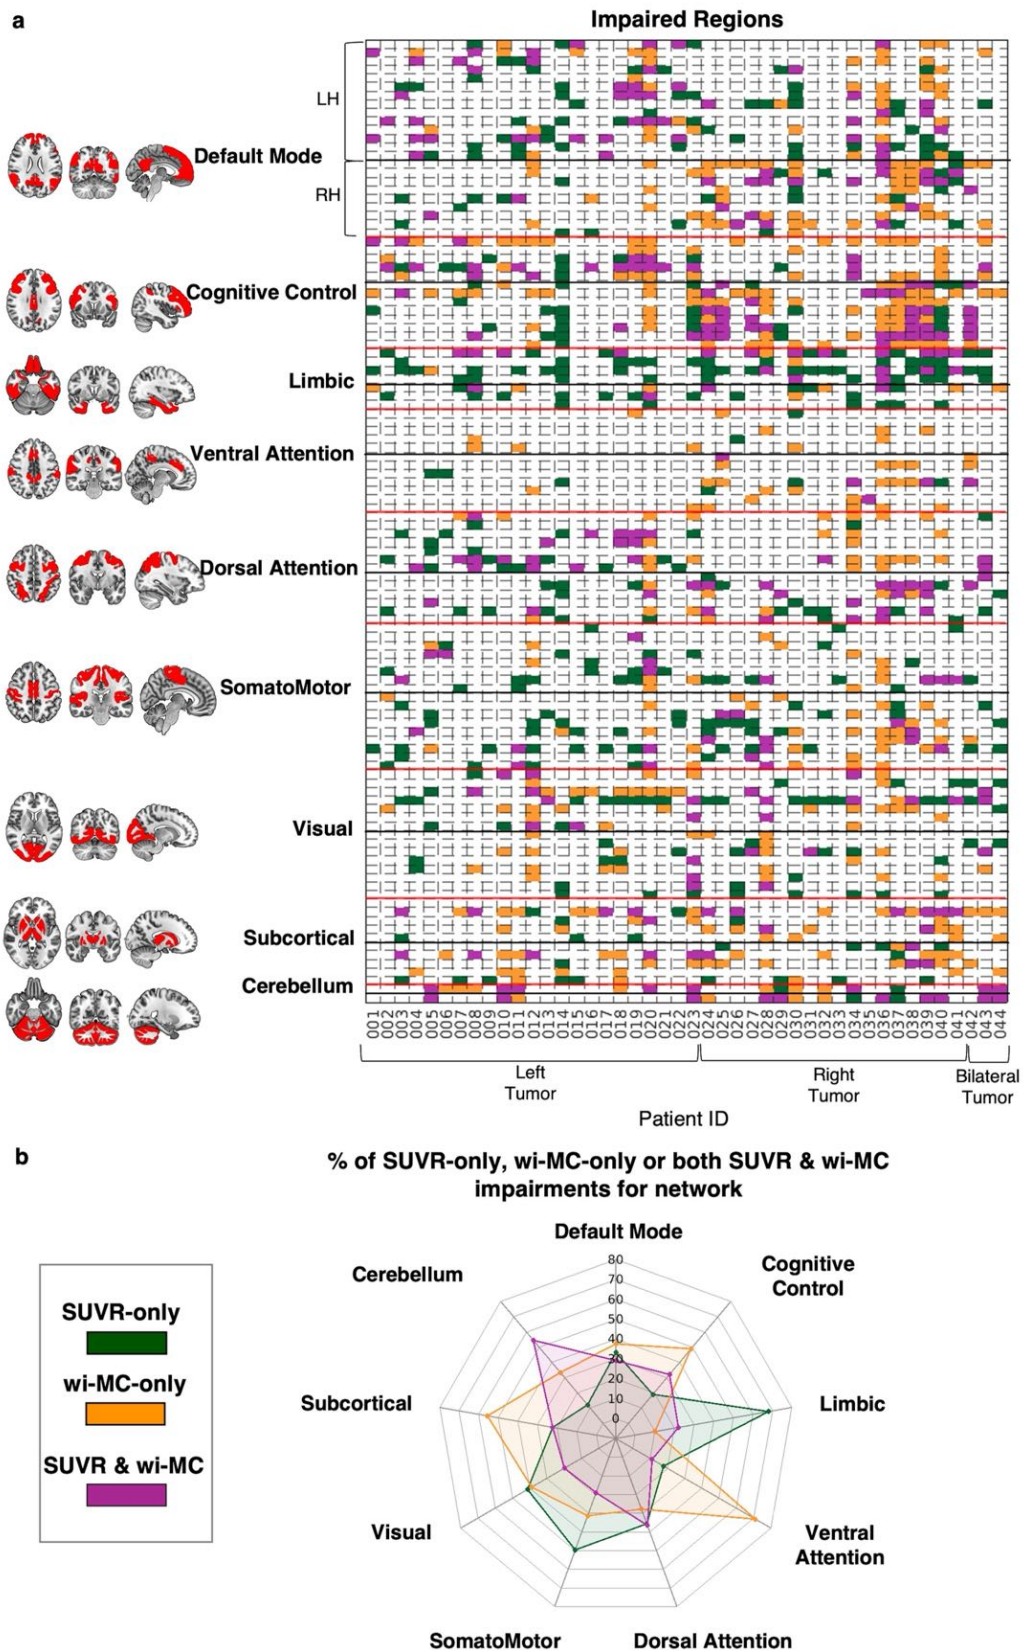 a
Impaired Regions
LH
Default Mode
RH
Cognitive Control
Limbic
Ventral Attention
Dorsal Attention
SomatoMotor
Visual
Subcortical
Cerebellum
001 002 003 004 005 006 007 008 009 010 011 012 013 014 015 016 017 018 019 020 021 022 023 024 025 026 027 028 029 030 031 032 033 034 035 036 037 038 039 040 041 042 043 044
Left
Tumor
Right
Tumor
Bilateral
Tumor
Patient ID
b
% of SUVR-only, wi-MC-only or both SUVR & wi-MC
impairments for network
SUVR-only
wi-MC-only
SUVR & wi-MC
Default Mode
Cognitive
Control
Limbic
Ventral
Attention
Dorsal Attention
SomatoMotor
Visual
Subcortical
Cerebellum
80
70
60
50
40
30
20
10
0